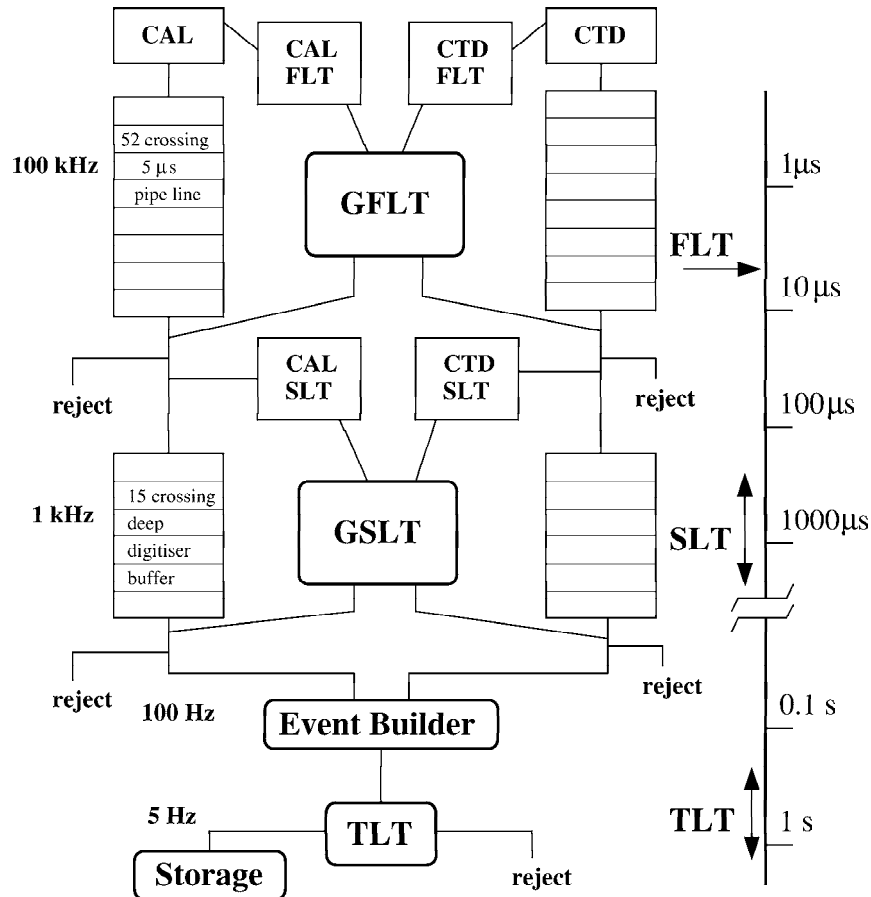 CAL
CAL
FLT
CTD
FLT
CTD
52 crossing
100 kHz
5 μs
pipe line
GFLT
1μs
FLT
10μs
CAL
SLT
CTD
SLT
reject
reject
100μs
15 crossing
1 kHz
deep
digitiser
buffer
GSLT
SLT
1000μs
reject
reject
100 Hz
Event Builder
0.1 s
5 Hz
TLT
TLT
1 s
Storage
reject